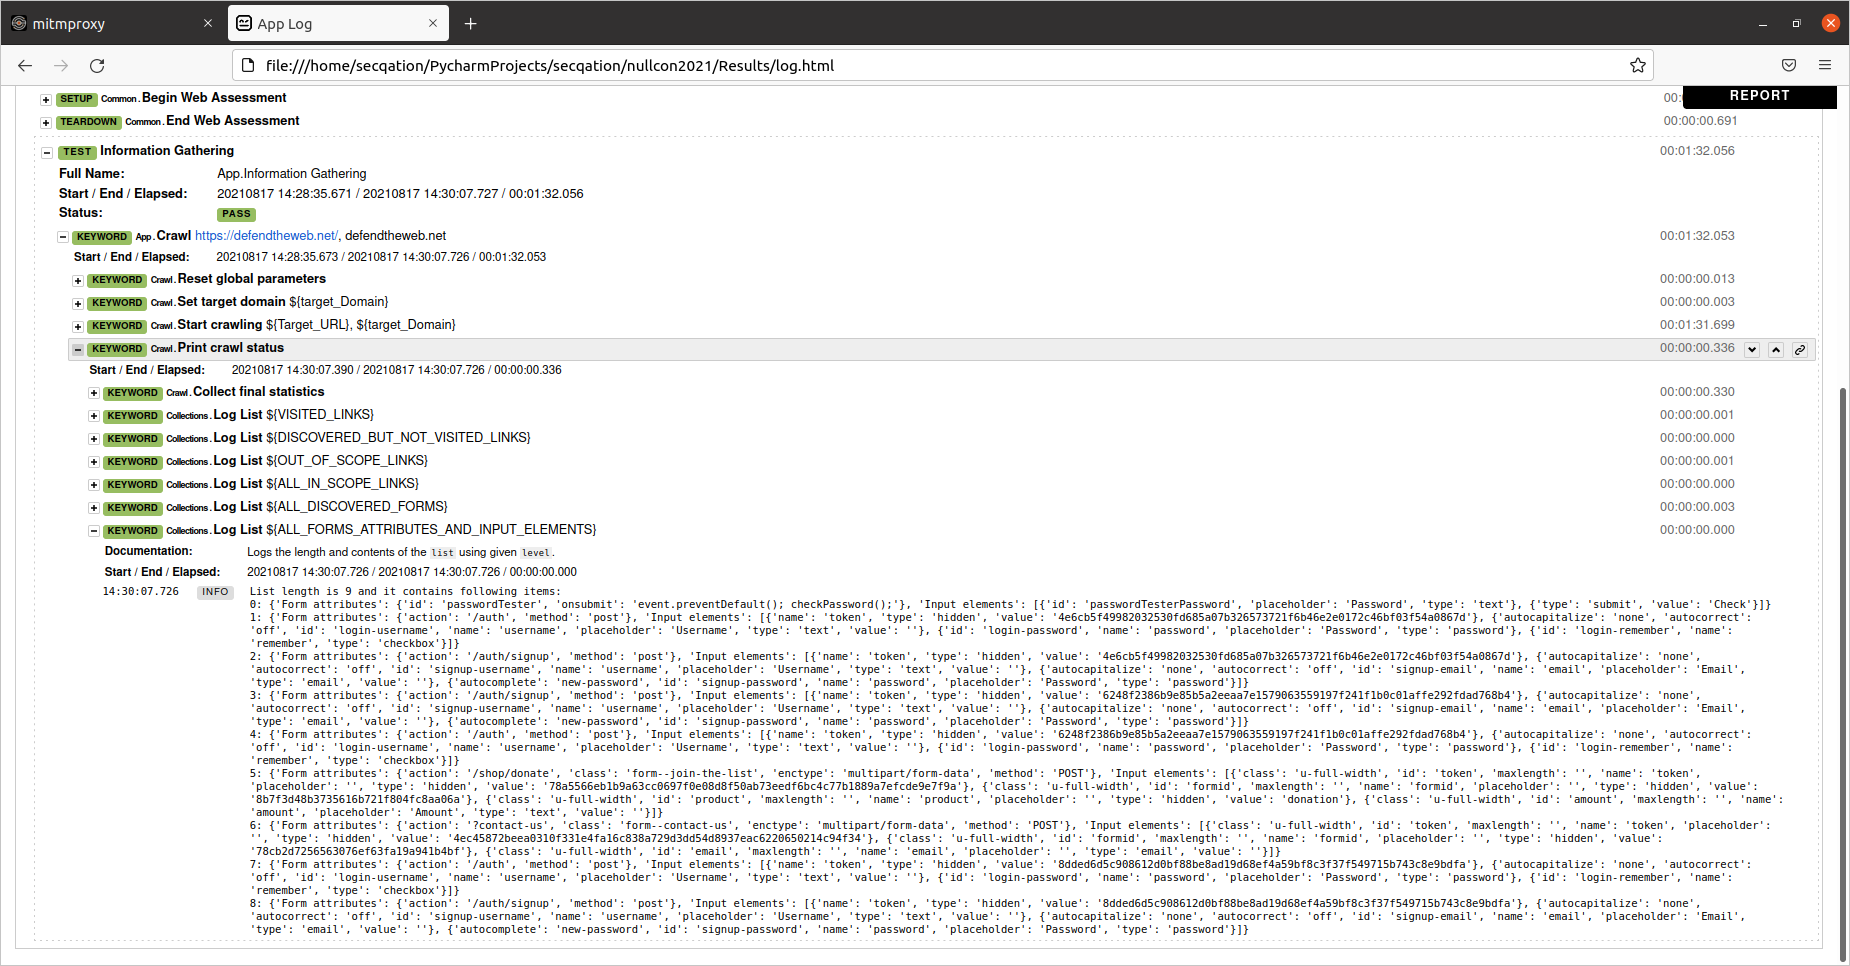 mitmproxy
App Log
file:///home/secqation/PycharmProjects/secqation/nullcon2021/Results/log.html
SETUP Common.Begin Web Assessment 00:
REPORT
TEARDOWN Common.End Web Assessment 00:00:00.691
TEST Information Gathering 00:01:32.056
Full Name: App.Information Gathering
Start / End / Elapsed: 20210817 14:28:35.671 / 20210817 14:30:07.727 / 00:01:32.056
Status: PASS
KEYWORD App.Crawl https://defendtheweb.net/, defendtheweb.net 00:01:32.053
Start / End / Elapsed: 20210817 14:28:35.673 / 20210817 14:30:07.726 / 00:01:32.053
KEYWORD Crawl.Reset global parameters 00:00:00.013
KEYWORD Crawl.Set target domain ${target_Domain} 00:00:00.003
KEYWORD Crawl.Start crawling ${Target_URL}, ${target_Domain} 00:01:31.699
KEYWORD Crawl.Print crawl status 00:00:00.336
Start / End / Elapsed: 20210817 14:30:07.390 / 20210817 14:30:07.726 / 00:00:00.336
KEYWORD Crawl.Collect final statistics 00:00:00.330
KEYWORD Collections.Log List ${VISITED_LINKS} 00:00:00.001
KEYWORD Collections.Log List ${DISCOVERED_BUT_NOT_VISITED_LINKS} 00:00:00.000
KEYWORD Collections.Log List ${OUT_OF_SCOPE_LINKS} 00:00:00.001
KEYWORD Collections.Log List ${ALL_IN_SCOPE_LINKS} 00:00:00.000
KEYWORD Collections.Log List ${ALL_DISCOVERED_FORMS} 00:00:00.003
KEYWORD Collections.Log List ${ALL_FORMS_ATTRIBUTES_AND_INPUT_ELEMENTS} 00:00:00.000
Documentation: Logs the length and contents of the list using given level.
Start / End / Elapsed: 20210817 14:30:07.726 / 20210817 14:30:07.726 / 00:00:00.000
14:30:07.726 INFO List length is 9 and it contains following items:
0: {'Form attributes': {'id': 'passwordTester', 'onsubmit': 'event.preventDefault(); checkPassword();'}, 'Input elements': [{'id': 'passwordTesterPassword', 'placeholder': 'Password', 'type': 'text'}, {'type': 'submit', 'value': 'Check'}]}
1: {'Form attributes': {'action': '/auth', 'method': 'post'}, 'Input elements': [{'name': 'token', 'type': 'hidden', 'value': '4e6cb5f49982032530fd685a07b326573721f6b46e2e0172c46bf03f54a0867d'}, {'autocapitalize': 'none', 'autocorrect':
'off', 'id': 'login-username', 'name': 'username', 'placeholder': 'Username', 'type': 'text', 'value': ''}, {'id': 'login-password', 'name': 'password', 'placeholder': 'Password', 'type': 'password'}, {'id': 'login-remember', 'name':
'remember', 'type': 'checkbox'}]}
2: {'Form attributes': {'action': '/auth/signup', 'method': 'post'}, 'Input elements': [{'name': 'token', 'type': 'hidden', 'value': '4e6cb5f49982032530fd685a07b326573721f6b46e2e0172c46bf03f54a0867d'}, {'autocapitalize': 'none',
'autocorrect': 'off', 'id': 'signup-username', 'name': 'username', 'placeholder': 'Username', 'type': 'text', 'value': ''}, {'autocapitalize': 'none', 'autocorrect': 'off', 'id': 'signup-email', 'name': 'email', 'placeholder': 'Email',
'type': 'email', 'value': ''}, {'autocomplete': 'new-password', 'id': 'signup-password', 'name': 'password', 'placeholder': 'Password', 'type': 'password'}]}
3: {'Form attributes': {'action': '/auth/signup', 'method': 'post'}, 'Input elements': [{'name': 'token', 'type': 'hidden', 'value': '6248f2386b9e85b5a2eeaa7e1579063559197f241f1b0c01affe292fdad768b4'}, {'autocapitalize': 'none',
'autocorrect': 'off', 'id': 'signup-username', 'name': 'username', 'placeholder': 'Username', 'type': 'text', 'value': ''}, {'autocapitalize': 'none', 'autocorrect': 'off', 'id': 'signup-email', 'name': 'email', 'placeholder': 'Email',
'type': 'email', 'value': ''}, {'autocomplete': 'new-password', 'id': 'signup-password', 'name': 'password', 'placeholder': 'Password', 'type': 'password'}]}
4: {'Form attributes': {'action': '/auth', 'method': 'post'}, 'Input elements': [{'name': 'token', 'type': 'hidden', 'value': '6248f2386b9e85b5a2eeaa7e1579063559197f241f1b0c01affe292fdad768b4'}, {'autocapitalize': 'none', 'autocorrect':
'off', 'id': 'login-username', 'name': 'username', 'placeholder': 'Username', 'type': 'text', 'value': ''}, {'id': 'login-password', 'name': 'password', 'placeholder': 'Password', 'type': 'password'}, {'id': 'login-remember', 'name':
'remember', 'type': 'checkbox'}]}
5: {'Form attributes': {'action': '/shop/donate', 'class': 'form--join-the-list', 'enctype': 'multipart/form-data', 'method': 'POST'}, 'Input elements': [{'class': 'u-full-width', 'id': 'token', 'maxlength': '', 'name': 'token',
'placeholder': '', 'type': 'hidden', 'value': '78a5566eb1b9a63cc0697f0e08d8f50ab73eedf6bc4c77b1889a7efcde9e7f9a'}, {'class': 'u-full-width', 'id': 'formid', 'maxlength': '', 'name': 'formid', 'placeholder': '', 'type': 'hidden', 'value':
'8b7f3d48b3735616b721f804fc8aa06a'}, {'class': 'u-full-width', 'id': 'product', 'maxlength': '', 'name': 'product', 'placeholder': '', 'type': 'hidden', 'value': 'donation'}, {'class': 'u-full-width', 'id': 'amount', 'maxlength': '', 'name':
'amount', 'placeholder': 'Amount', 'type': 'text', 'value': ''}]}
6: {'Form attributes': {'action': '?contact-us', 'class': 'form--contact-us', 'enctype': 'multipart/form-data', 'method': 'POST'}, 'Input elements': [{'class': 'u-full-width', 'id': 'token', 'maxlength': '', 'name': 'token', 'placeholder':
'', 'type': 'hidden', 'value': '4ec45872beea0310f331e4fa16c838a729d3dd54d8937eac6220650214c94f34'}, {'class': 'u-full-width', 'id': 'formid', 'maxlength': '', 'name': 'formid', 'placeholder': '', 'type': 'hidden', 'value':
'78cb2d7256563076ef63fa19a941b4bf'}, {'class': 'u-full-width', 'id': 'email', 'maxlength': '', 'name': 'email', 'placeholder': '', 'type': 'email', 'value': ''}]}
7: {'Form attributes': {'action': '/auth', 'method': 'post'}, 'Input elements': [{'name': 'token', 'type': 'hidden', 'value': '8dded6d5c908612d0bf88be8ad19d68ef4a59bf8c3f37f549715b743c8e9bdfa'}, {'autocapitalize': 'none', 'autocorrect':
'off', 'id': 'login-username', 'name': 'username', 'placeholder': 'Username', 'type': 'text', 'value': ''}, {'id': 'login-password', 'name': 'password', 'placeholder': 'Password', 'type': 'password'}, {'id': 'login-remember', 'name':
'remember', 'type': 'checkbox'}]}
8: {'Form attributes': {'action': '/auth/signup', 'method': 'post'}, 'Input elements': [{'name': 'token', 'type': 'hidden', 'value': '8dded6d5c908612d0bf88be8ad19d68ef4a59bf8c3f37f549715b743c8e9bdfa'}, {'autocapitalize': 'none',
'autocorrect': 'off', 'id': 'signup-username', 'name': 'username', 'placeholder': 'Username', 'type': 'text', 'value': ''}, {'autocapitalize': 'none', 'autocorrect': 'off', 'id': 'signup-email', 'name': 'email', 'placeholder': 'Email',
'type': 'email', 'value': ''}, {'autocomplete': 'new-password', 'id': 'signup-password', 'name': 'password', 'placeholder': 'Password', 'type': 'password'}]}